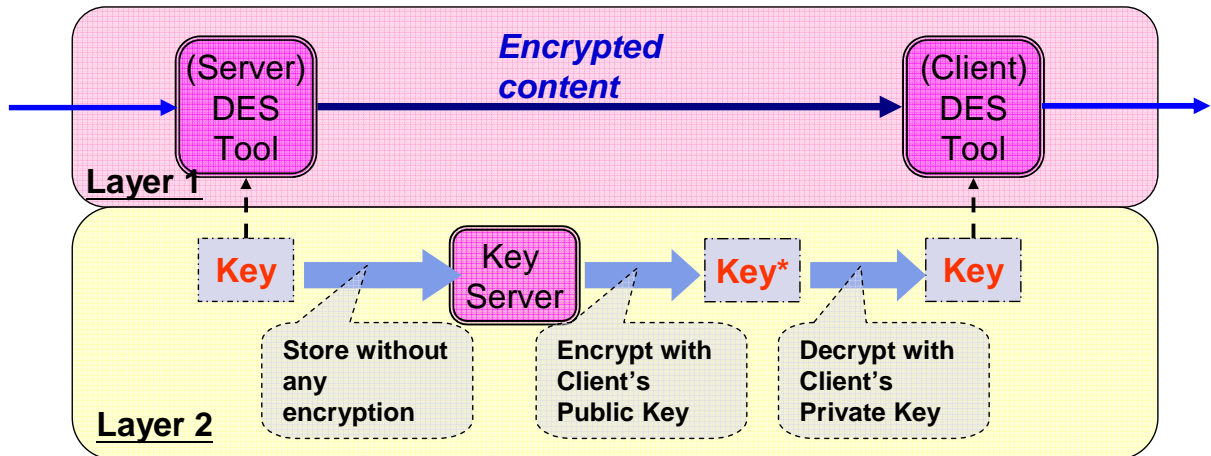 (Server)
DES
Tool
Encrypted
content
(Client)
DES
Tool
Layer 1
Key
Key
Server
Key*
Key
Store without
any
encryption
Encrypt with
Client’s
Public Key
Decrypt with
Client’s
Private Key
Layer 2